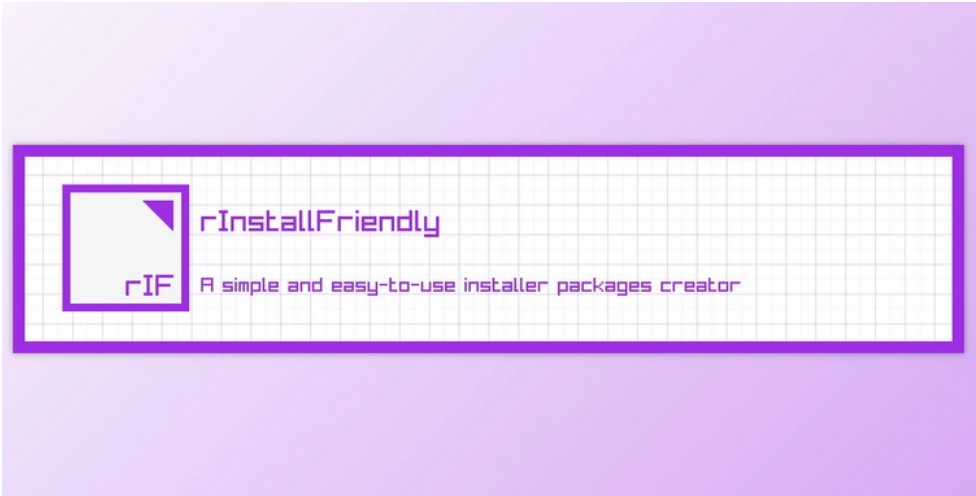 rInstallFriendly
rIF
A simple and easy-to-use installer packages creator